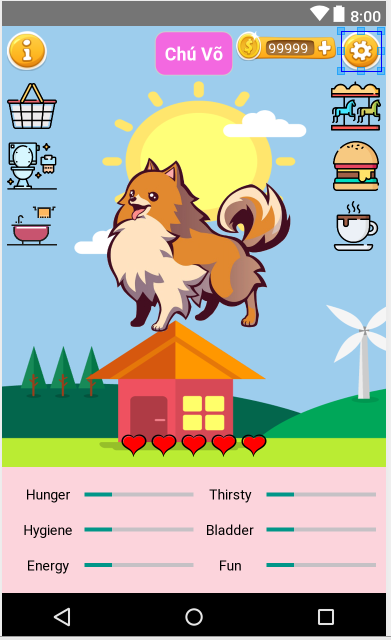 8:00
Chú Võ
99999
Hunger
Thirsty
Hygiene
Bladder
Energy
Fun